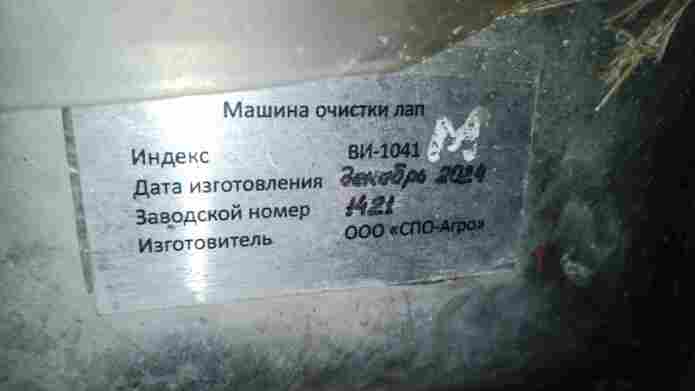 Машина очистки лап
Индекс ВИ-1041 М
Дата изготовления Декабрь 2024
Заводской номер 1421
Изготовитель ООО «СПО-Агро»